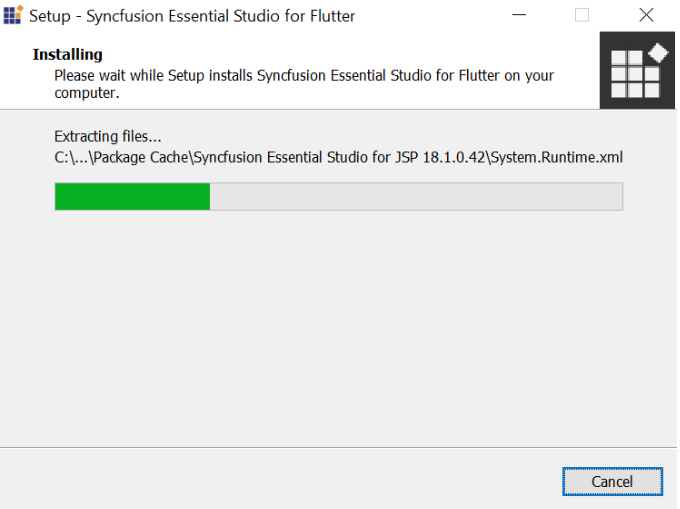 Setup - Syncfusion Essential Studio for Flutter
Installing
Please wait while Setup installs Syncfusion Essential Studio for Flutter on your
computer.
Extracting files...
C:\...\Package Cache\Syncfusion Essential Studio for JSP 18.1.0.42\System.Runtime.xml
Cancel